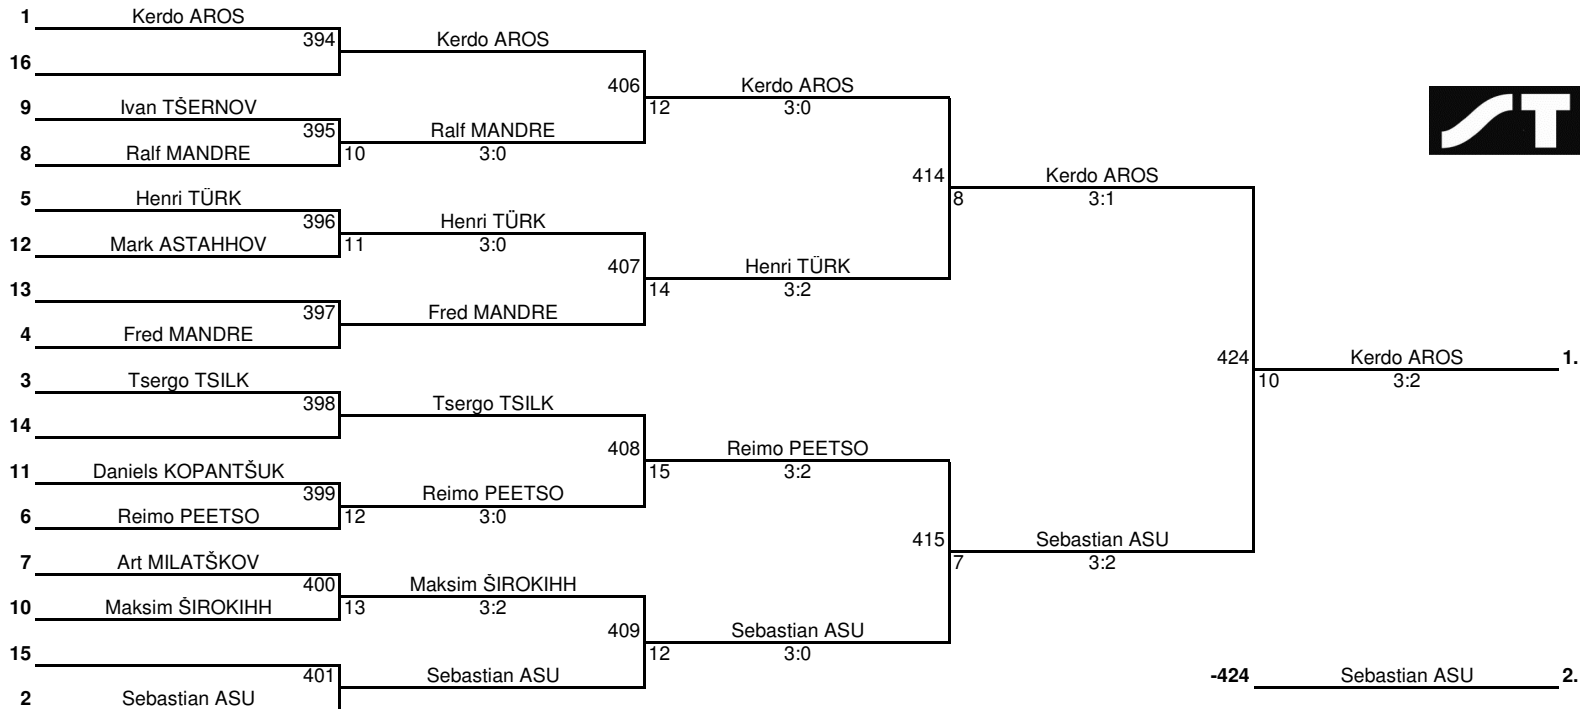 1 Kerdo AROS
394 Kerdo AROS
16
406 Kerdo AROS
9 Ivan TŠERNOV
12 3:0
395 Ralf MANDRE
8 Ralf MANDRE
10 3:0
ST
414 Kerdo AROS
5 Henri TÜRK
8 3:1
396 Henri TÜRK
12 Mark ASTAHHOV
11 3:0
407 Henri TÜRK
13
14 3:2
397 Fred MANDRE
4 Fred MANDRE
424 Kerdo AROS 1.
3 Tsergo TSILK
10 3:2
398 Tsergo TSILK
14
408 Reimo PEETSO
11 Daniels KOPANTŠUK
15 3:2
399 Reimo PEETSO
6 Reimo PEETSO
12 3:0
415 Sebastian ASU
7 Art MILATŠKOV
7 3:2
400 Maksim ŠIROKIHH
10 Maksim ŠIROKIHH
13 3:2
409 Sebastian ASU
15
12 3:0
401 Sebastian ASU
-424 Sebastian ASU 2.
2 Sebastian ASU